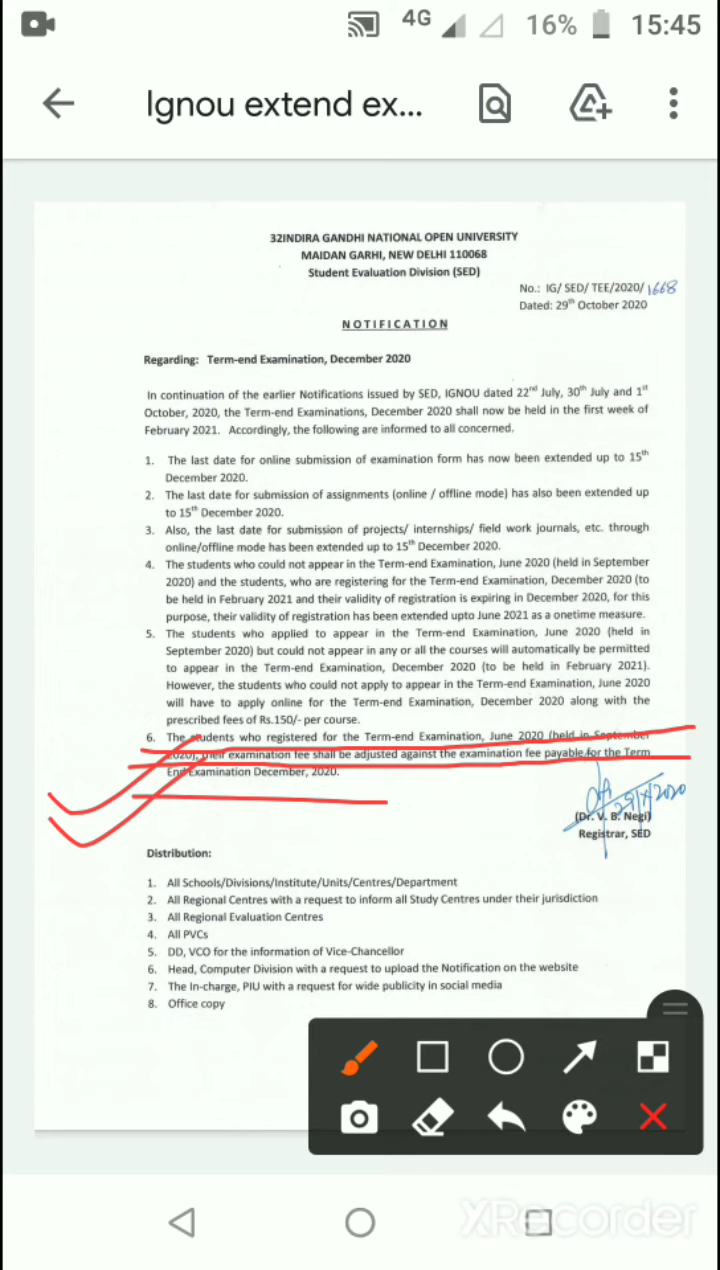 4G 16% 15:45
Ignou extend ex...
32INDIRA GANDHI NATIONAL OPEN UNIVERSITY
MAIDAN GARHI, NEW DELHI 110068
Student Evaluation Division (SED)
No.: IG/ SED/ TEE/2020/ 1668
Dated: 29th October 2020
NOTIFICATION
Regarding: Term-end Examination, December 2020
In continuation of the earlier Notifications issued by SED, IGNOU dated 22nd July, 30th July and 1st
October, 2020, the Term-end Examinations, December 2020 shall now be held in the first week of
February 2021. Accordingly, the following are informed to all concerned.
1. The last date for online submission of examination form has now been extended up to 15th
December 2020.
2. The last date for submission of assignments (online / offline mode) has also been extended up
to 15th December 2020.
3. Also, the last date for submission of projects/ internships/ field work journals, etc. through
online/offline mode has been extended up to 15th December 2020.
4. The students who could not appear in the Term-end Examination, June 2020 (held in September
2020) and the students, who are registering for the Term-end Examination, December 2020 (to
be held in February 2021 and their validity of registration is expiring in December 2020, for this
purpose, their validity of registration has been extended upto June 2021 as a onetime measure.
5. The students who applied to appear in the Term-end Examination, June 2020 (held in
September 2020) but could not appear in any or all the courses will automatically be permitted
to appear in the Term-end Examination, December 2020 (to be held in February 2021).
However, the students who could not apply to appear in the Term-end Examination, June 2020
will have to apply online for the Term-end Examination, December 2020 along with the
prescribed fees of Rs.150/- per course.
6. The students who registered for the Term-end Examination, June 2020 (held in September
2020), their examination fee shall be adjusted against the examination fee payable for the Term
End Examination December, 2020.
29/X/2020
(Dr. V. B. Negi)
Registrar, SED
Distribution:
1. All Schools/Divisions/Institute/Units/Centres/Department
2. All Regional Centres with a request to inform all Study Centres under their jurisdiction
3. All Regional Evaluation Centres
4. All PVCs
5. DD, VCO for the information of Vice-Chancellor
6. Head, Computer Division with a request to upload the Notification on the website
7. The In-charge, PIU with a request for wide publicity in social media
8. Office copy
XRecorder